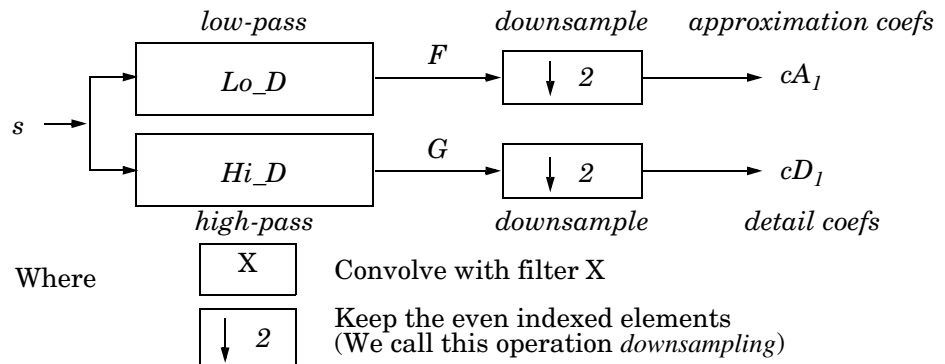 low-pass downsample approximation coefs
Lo_D F ↓ 2 cA1
s
Hi_D G ↓ 2 cD1
high-pass downsample detail coefs
Where X Convolve with filter X
↓ 2 Keep the even indexed elements
(We call this operation downsampling)